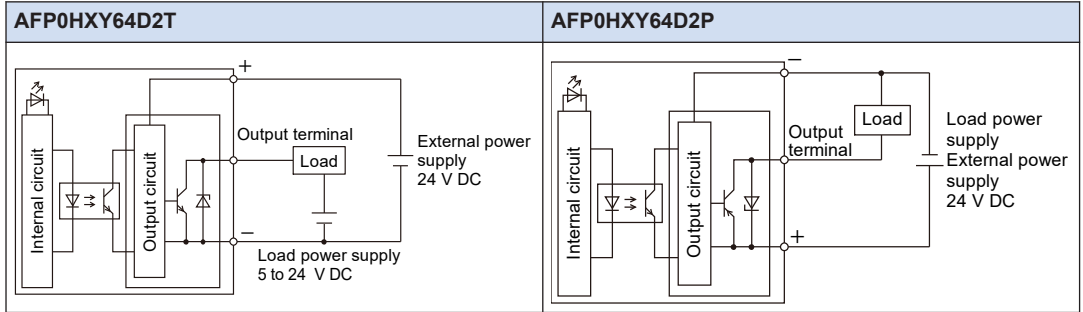 AFP0HXY64D2T
+
Internal circuit
Output circuit
Output terminal
Load
External power
supply
24 V DC
−
Load power supply
5 to 24 V DC
AFP0HXY64D2P
−
Internal circuit
Output circuit
Output
terminal
Load
Load power
supply
External power
supply
24 V DC
+